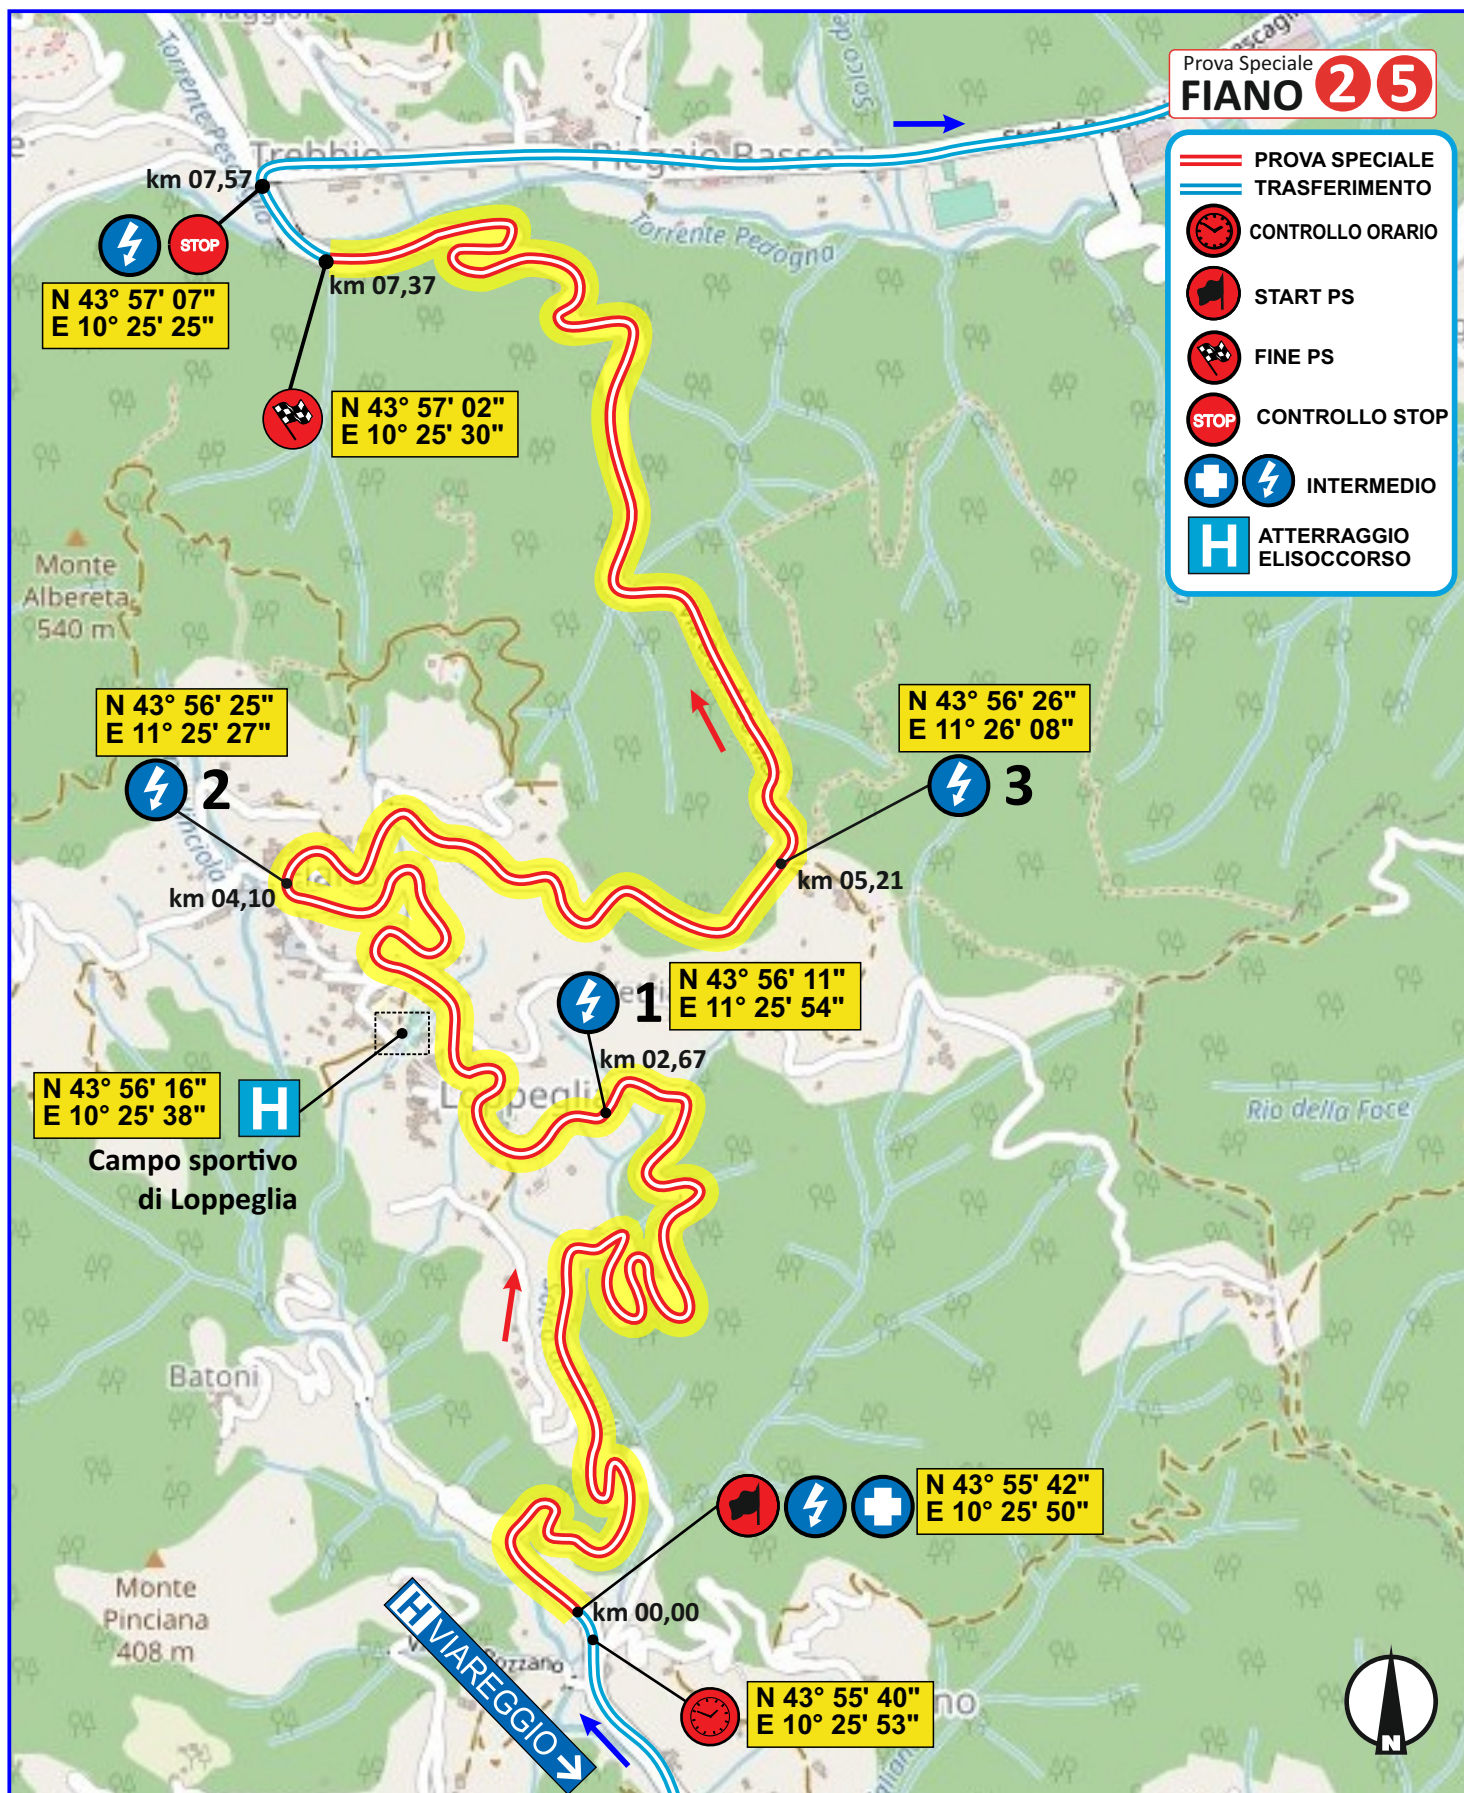 Prova Speciale
FIANO 2 5
PROVA SPECIALE
TRASFERIMENTO
CONTROLLO ORARIO
START PS
FINE PS
STOP CONTROLLO STOP
INTERMEDIO
H ATTERRAGGIO
ELISOCCORSO
Trebbio
Piegaio Basso
Torrente Pedogna
km 07,57
STOP
N 43° 57' 07"
E 10° 25' 25"
km 07,37
N 43° 57' 02"
E 10° 25' 30"
Monte
Albereta
540 m
N 43° 56' 25"
E 11° 25' 27"
2
km 04,10
N 43° 56' 26"
E 11° 26' 08"
3
km 05,21
1
N 43° 56' 11"
E 11° 25' 54"
km 02,67
N 43° 56' 16"
E 10° 25' 38"
H
Campo sportivo
di Loppeglia
Loppeglia
Rio della Foce
Batoni
N 43° 55' 42"
E 10° 25' 50"
km 00,00
Monte
Pinciana
408 m
H VIAREGGIO
N 43° 55' 40"
E 10° 25' 53"
N